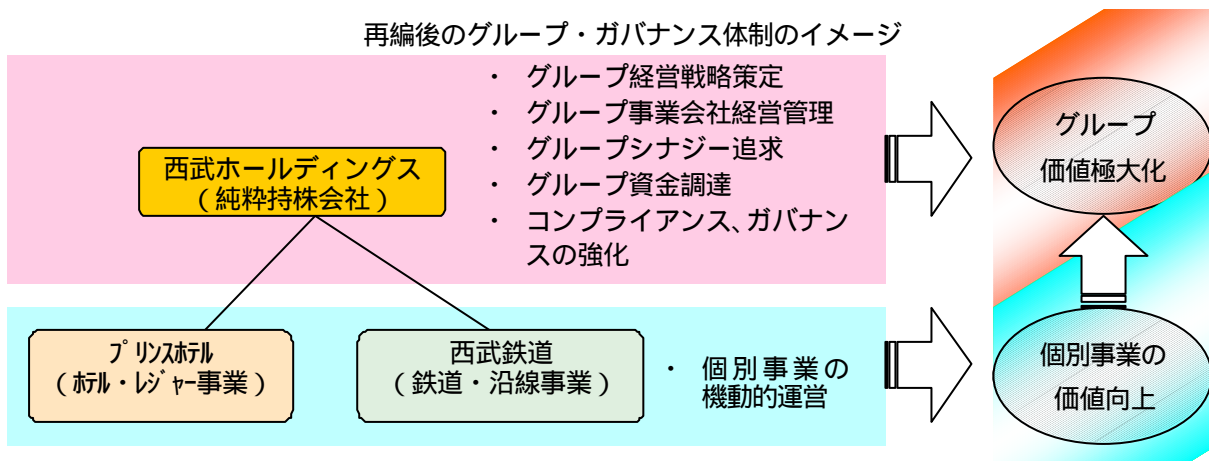 再編後のグループ・ガバナンス体制のイメージ
・ グループ経営戦略策定
・ グループ事業会社経営管理
・ グループシナジー追求
・ グループ資金調達
・ コンプライアンス、ガバナン
スの強化
西武ホールディングス
（純粋持株会社）
グループ
価値極大化
ﾌﾟﾘﾝｽﾎﾃﾙ
（ﾎﾃﾙ・ﾚｼﾞｬｰ事業）
西武鉄道
（鉄道・沿線事業）
・ 個別事業の
機動的運営
個別事業の
価値向上